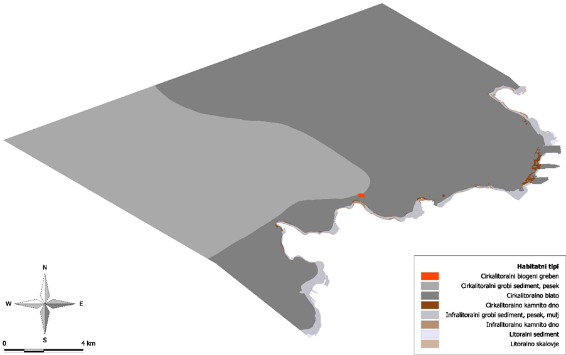 Habitatni tipi
Cirkalitoralni biogeni greben
Cirkalitoralni grobi sediment, pesek
Cirkalitoralno blato
Cirkalitoralno kamnito dno
Infralitoralni grobi sediment, pesek, mulj
Infralitoralno kamnito dno
Litoralni sediment
Litoralno skalovje
N
W E
S
0 4 km